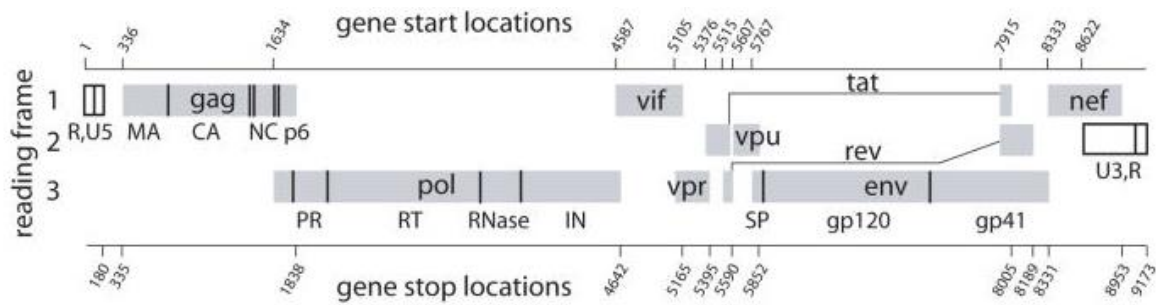 gene start locations
1 336 1634 4587 5105 5376 5515 5607 5767 7915 8333 8622
reading frame
1 gag vif tat nef
R,U5 MA CA NC p6
2 vpu rev
U3,R
3 pol vpr env
PR RT RNase IN SP gp120 gp41
180 335 1838 4642 5165 5395 5590 5852 8005 8189 8331 8953 9173
gene stop locations